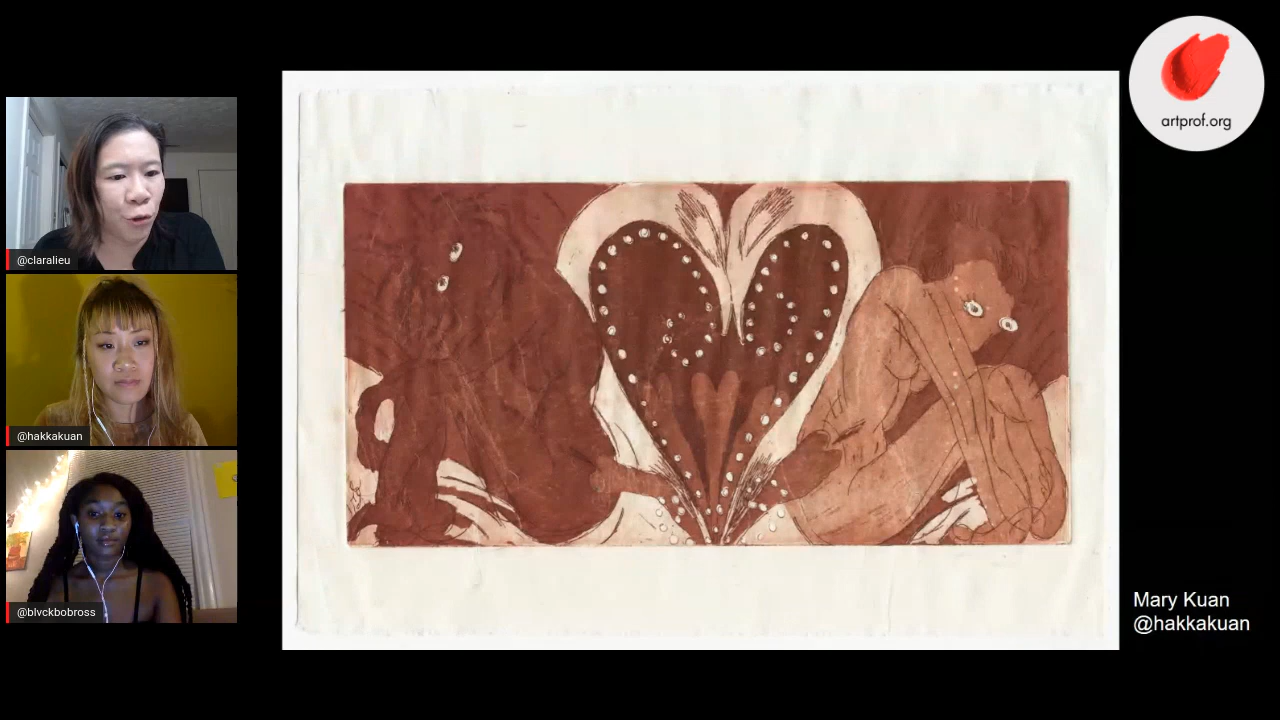 @claralieu
@hakkakuan
@blvckbobross
artprof.org
Mary Kuan
@hakkakuan